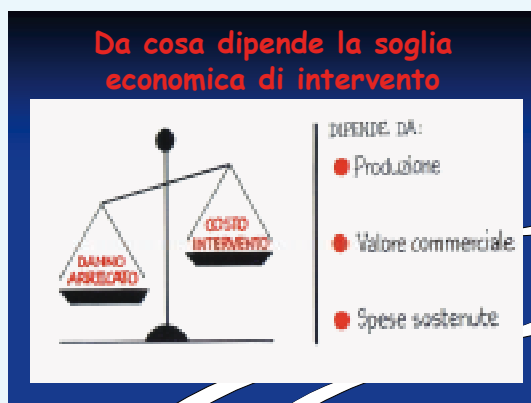 Da cosa dipende la soglia
economica di intervento
DIPENDE DA:
Produzione
COSTO
INTERVENTO
Valore commerciale
DANNO
ARRECATO
Spese sostenute